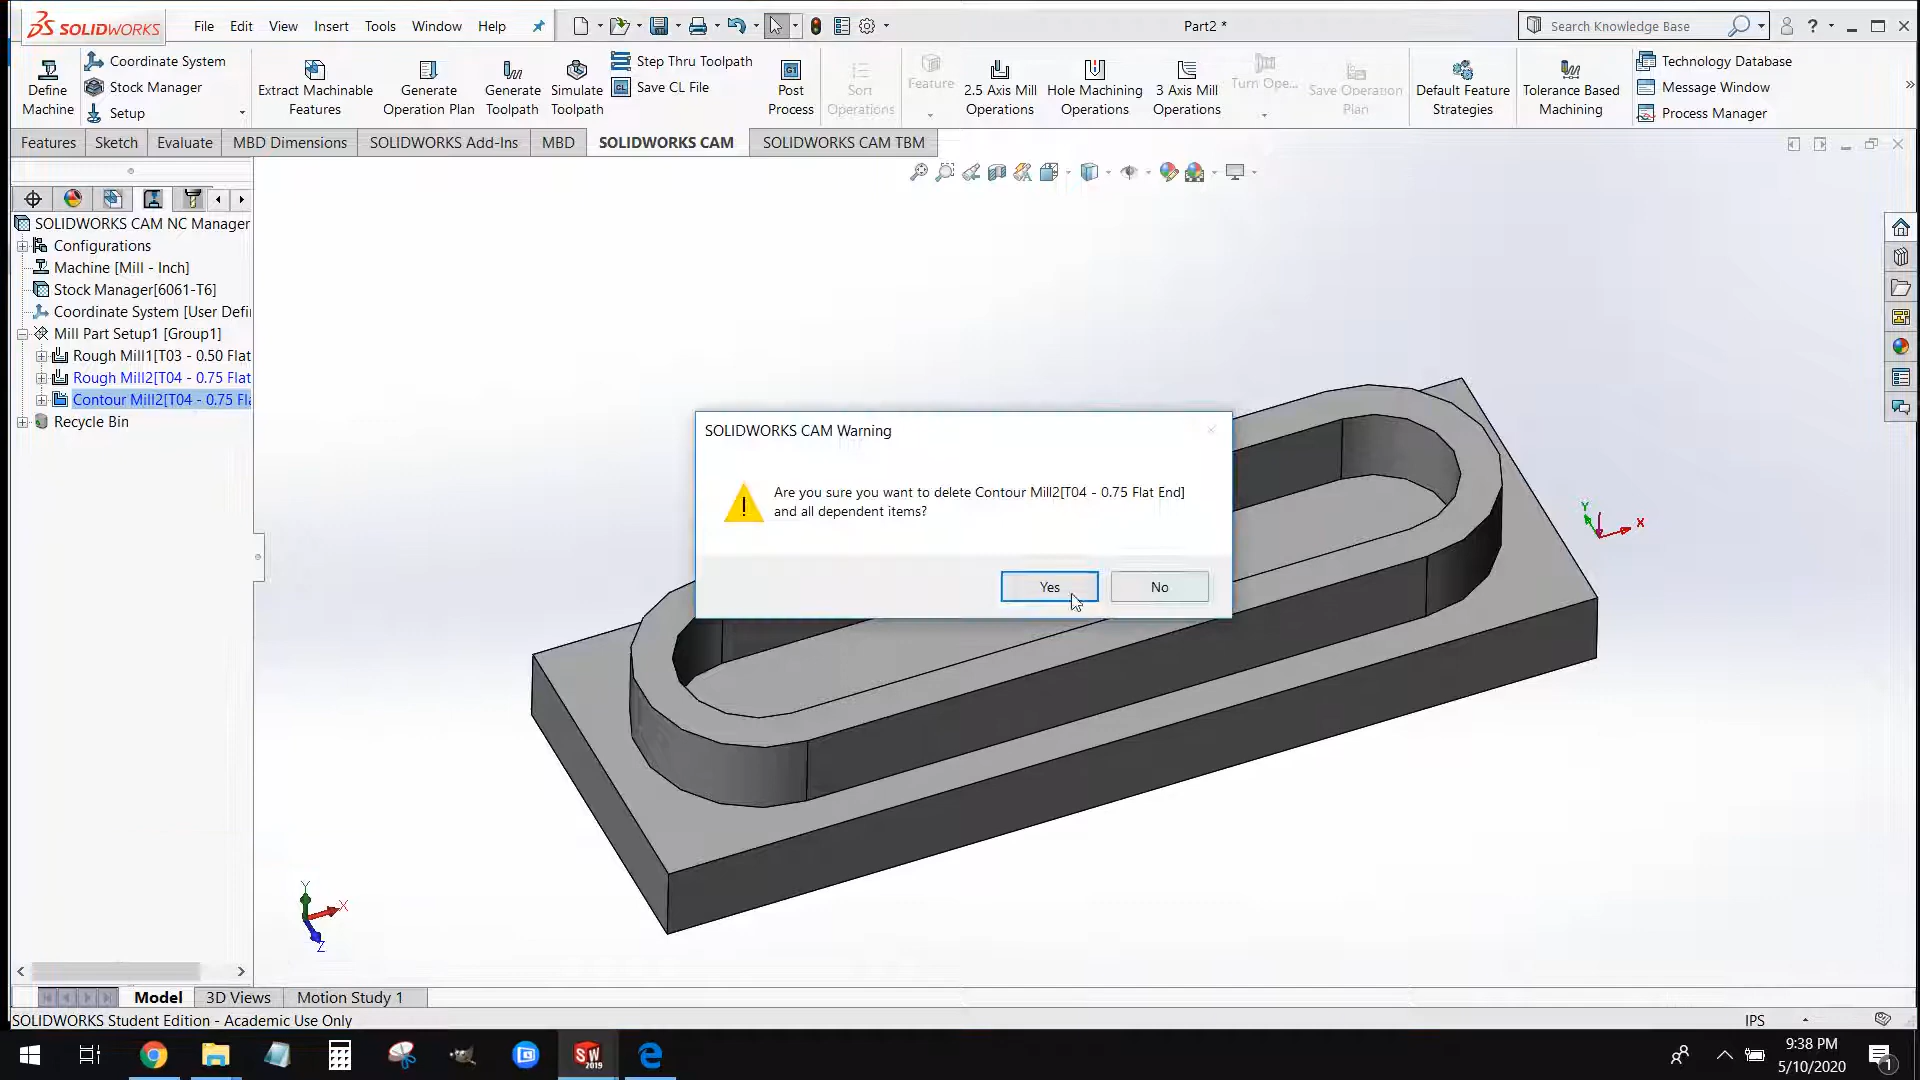 SOLIDWORKS
File Edit View Insert Tools Window Help
Part2 *
Search Knowledge Base
?
Define Machine
Coordinate System
Stock Manager
Setup
Extract Machinable Features
Generate Operation Plan
Generate Toolpath
Simulate Toolpath
Step Thru Toolpath
Save CL File
G1
Post Process
Sort Operations
Feature
2.5 Axis Mill Operations
Hole Machining Operations
3 Axis Mill Operations
Turn Ope...
Save Operation Plan
Default Feature Strategies
Tolerance Based Machining
Technology Database
Message Window
Process Manager
Features Sketch Evaluate MBD Dimensions SOLIDWORKS Add-Ins MBD SOLIDWORKS CAM SOLIDWORKS CAM TBM
SOLIDWORKS CAM NC Manager
Configurations
Machine [Mill - Inch]
Stock Manager[6061-T6]
Coordinate System [User Defi
Mill Part Setup1 [Group1]
Rough Mill1[T03 - 0.50 Flat
Rough Mill2[T04 - 0.75 Flat
Contour Mill2[T04 - 0.75 Fla
Recycle Bin
SOLIDWORKS CAM Warning
Are you sure you want to delete Contour Mill2[T04 - 0.75 Flat End]
and all dependent items?
Yes No
Y X
Y X Z
Model 3D Views Motion Study 1
SOLIDWORKS Student Edition - Academic Use Only
IPS
SW 2019
9:38 PM
5/10/2020
1